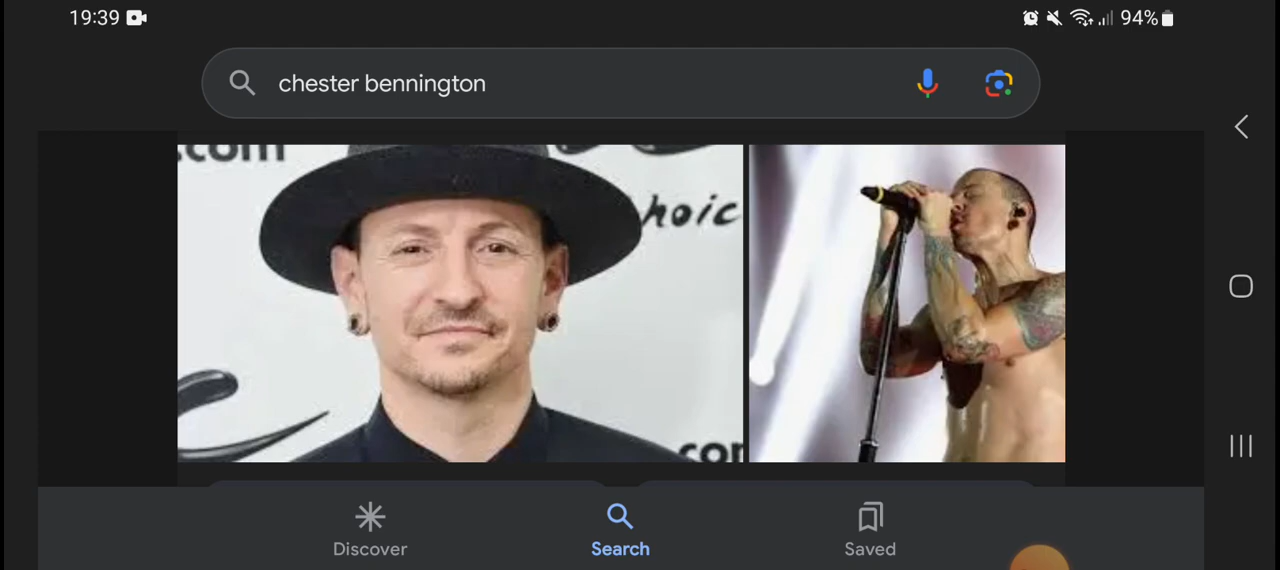 19:39
94%
chester bennington
.com
hoic
.com
Discover
Search
Saved